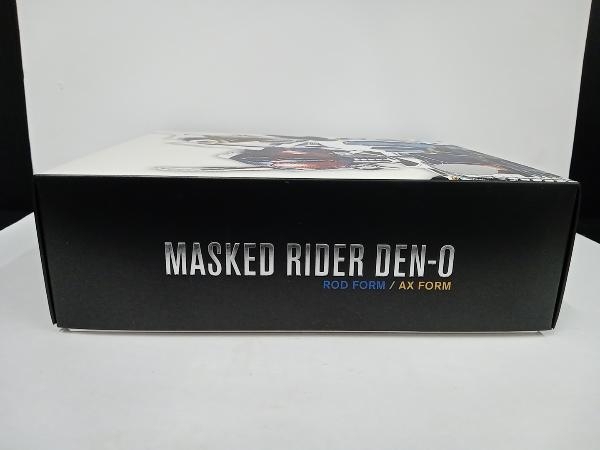 MASKED RIDER DEN-O
ROD FORM / AX FORM